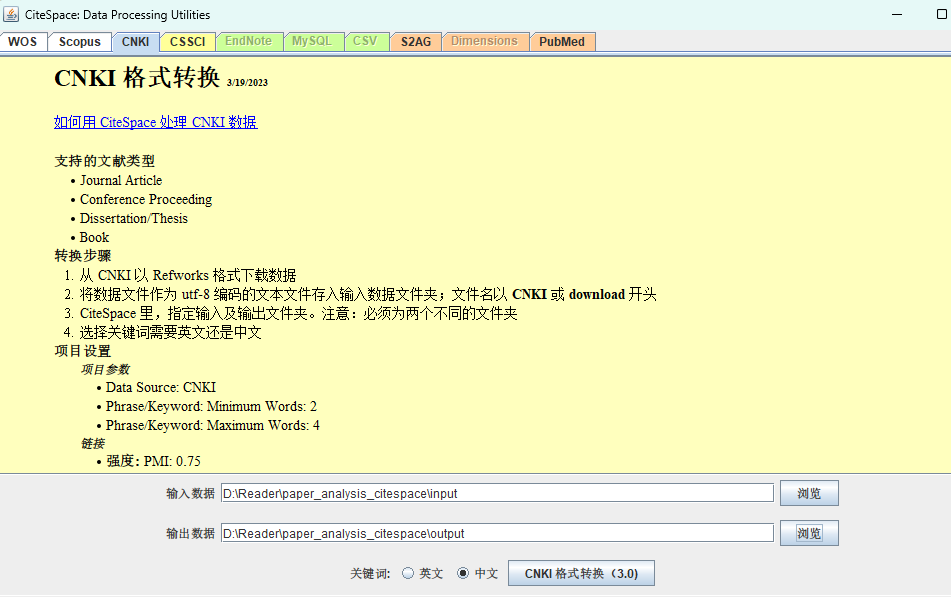 CiteSpace: Data Processing Utilities
WOS Scopus CNKI CSSCI EndNote MySQL CSV S2AG Dimensions PubMed
CNKI 格式转换 3/19/2023
如何用 CiteSpace 处理 CNKI 数据
支持的文献类型
• Journal Article
• Conference Proceeding
• Dissertation/Thesis
• Book
转换步骤
1. 从 CNKI 以 Refworks 格式下载数据
2. 将数据文件作为 utf-8 编码的文本文件存入输入数据文件夹；文件名以 CNKI 或 download 开头
3. CiteSpace 里，指定输入及输出文件夹。注意：必须为两个不同的文件夹
4. 选择关键词需要英文还是中文
项目设置
项目参数
• Data Source: CNKI
• Phrase/Keyword: Minimum Words: 2
• Phrase/Keyword: Maximum Words: 4
链接
• 强度: PMI: 0.75
输入数据 D:\Reader\paper_analysis_citespace\input 浏览
输出数据 D:\Reader\paper_analysis_citespace\output 浏览
关键词: 英文 中文 CNKI 格式转换（3.0）